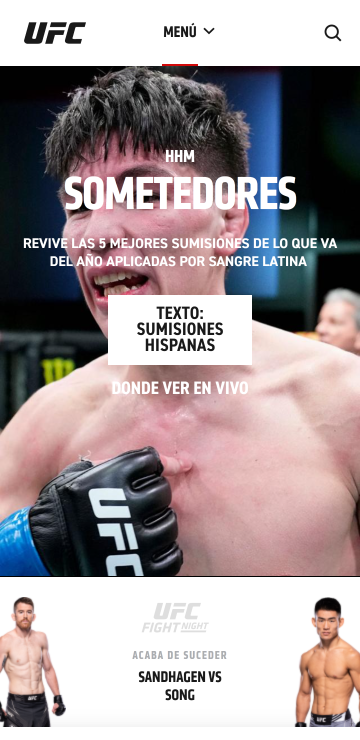 UFC
MENÚ
HHM
SOMETEDORES
REVIVE LAS 5 MEJORES SUMISIONES DE LO QUE VA
DEL AÑO APLICADAS POR SANGRE LATINA
TEXTO:
SUMISIONES
HISPANAS
DONDE VER EN VIVO
UFC
UFC
FIGHT NIGHT
ACABA DE SUCEDER
SANDHAGEN VS
SONG